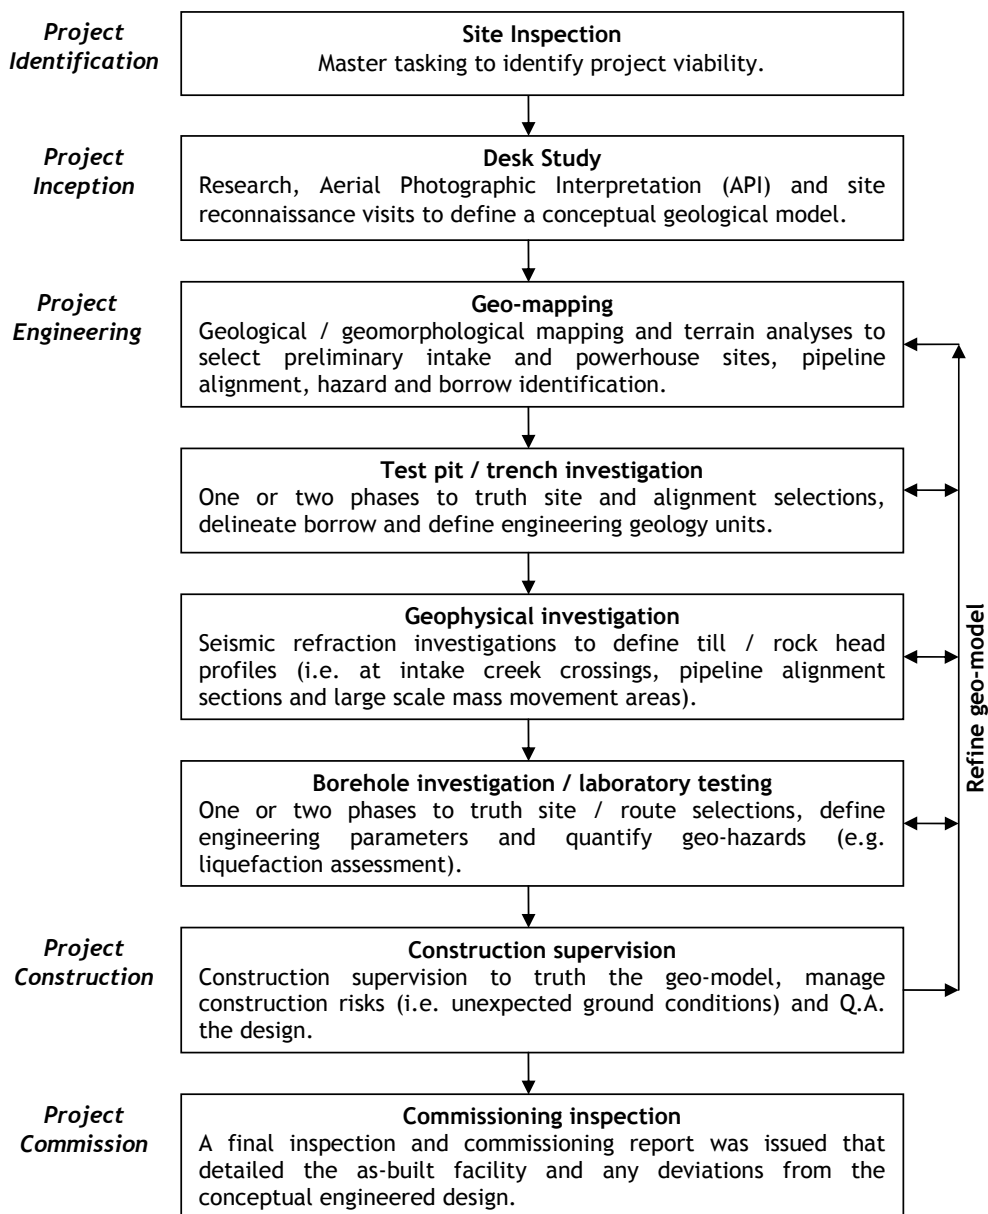 Project
Identification
Site Inspection
Master tasking to identify project viability.
Project
Inception
Desk Study
Research, Aerial Photographic Interpretation (API) and site
reconnaissance visits to define a conceptual geological model.
Project
Engineering
Geo-mapping
Geological / geomorphological mapping and terrain analyses to
select preliminary intake and powerhouse sites, pipeline
alignment, hazard and borrow identification.
Test pit / trench investigation
One or two phases to truth site and alignment selections,
delineate borrow and define engineering geology units.
Geophysical investigation
Seismic refraction investigations to define till / rock head
profiles (i.e. at intake creek crossings, pipeline alignment
sections and large scale mass movement areas).
Borehole investigation / laboratory testing
One or two phases to truth site / route selections, define
engineering parameters and quantify geo-hazards (e.g.
liquefaction assessment).
Refine geo-model
Project
Construction
Construction supervision
Construction supervision to truth the geo-model, manage
construction risks (i.e. unexpected ground conditions) and Q.A.
the design.
Project
Commission
Commissioning inspection
A final inspection and commissioning report was issued that
detailed the as-built facility and any deviations from the
conceptual engineered design.